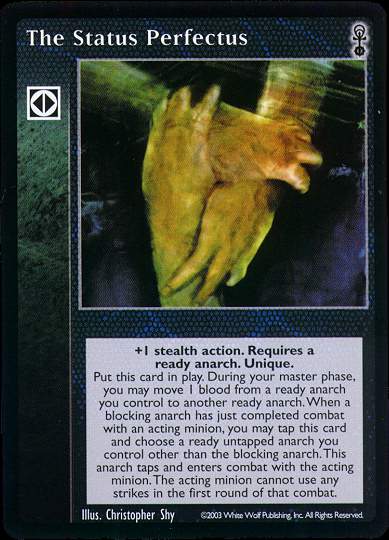 The Status Perfectus
+1 stealth action. Requires a
ready anarch. Unique.
Put this card in play. During your master phase,
you may move 1 blood from a ready anarch
you control to another ready anarch. When a
blocking anarch has just completed combat
with an acting minion, you may tap this card
and choose a ready untapped anarch you
control other than the blocking anarch. This
anarch taps and enters combat with the acting
minion. The acting minion cannot use any
strikes in the first round of that combat.
Illus. Christopher Shy
©2003 White Wolf Publishing, Inc. All Rights Reserved.